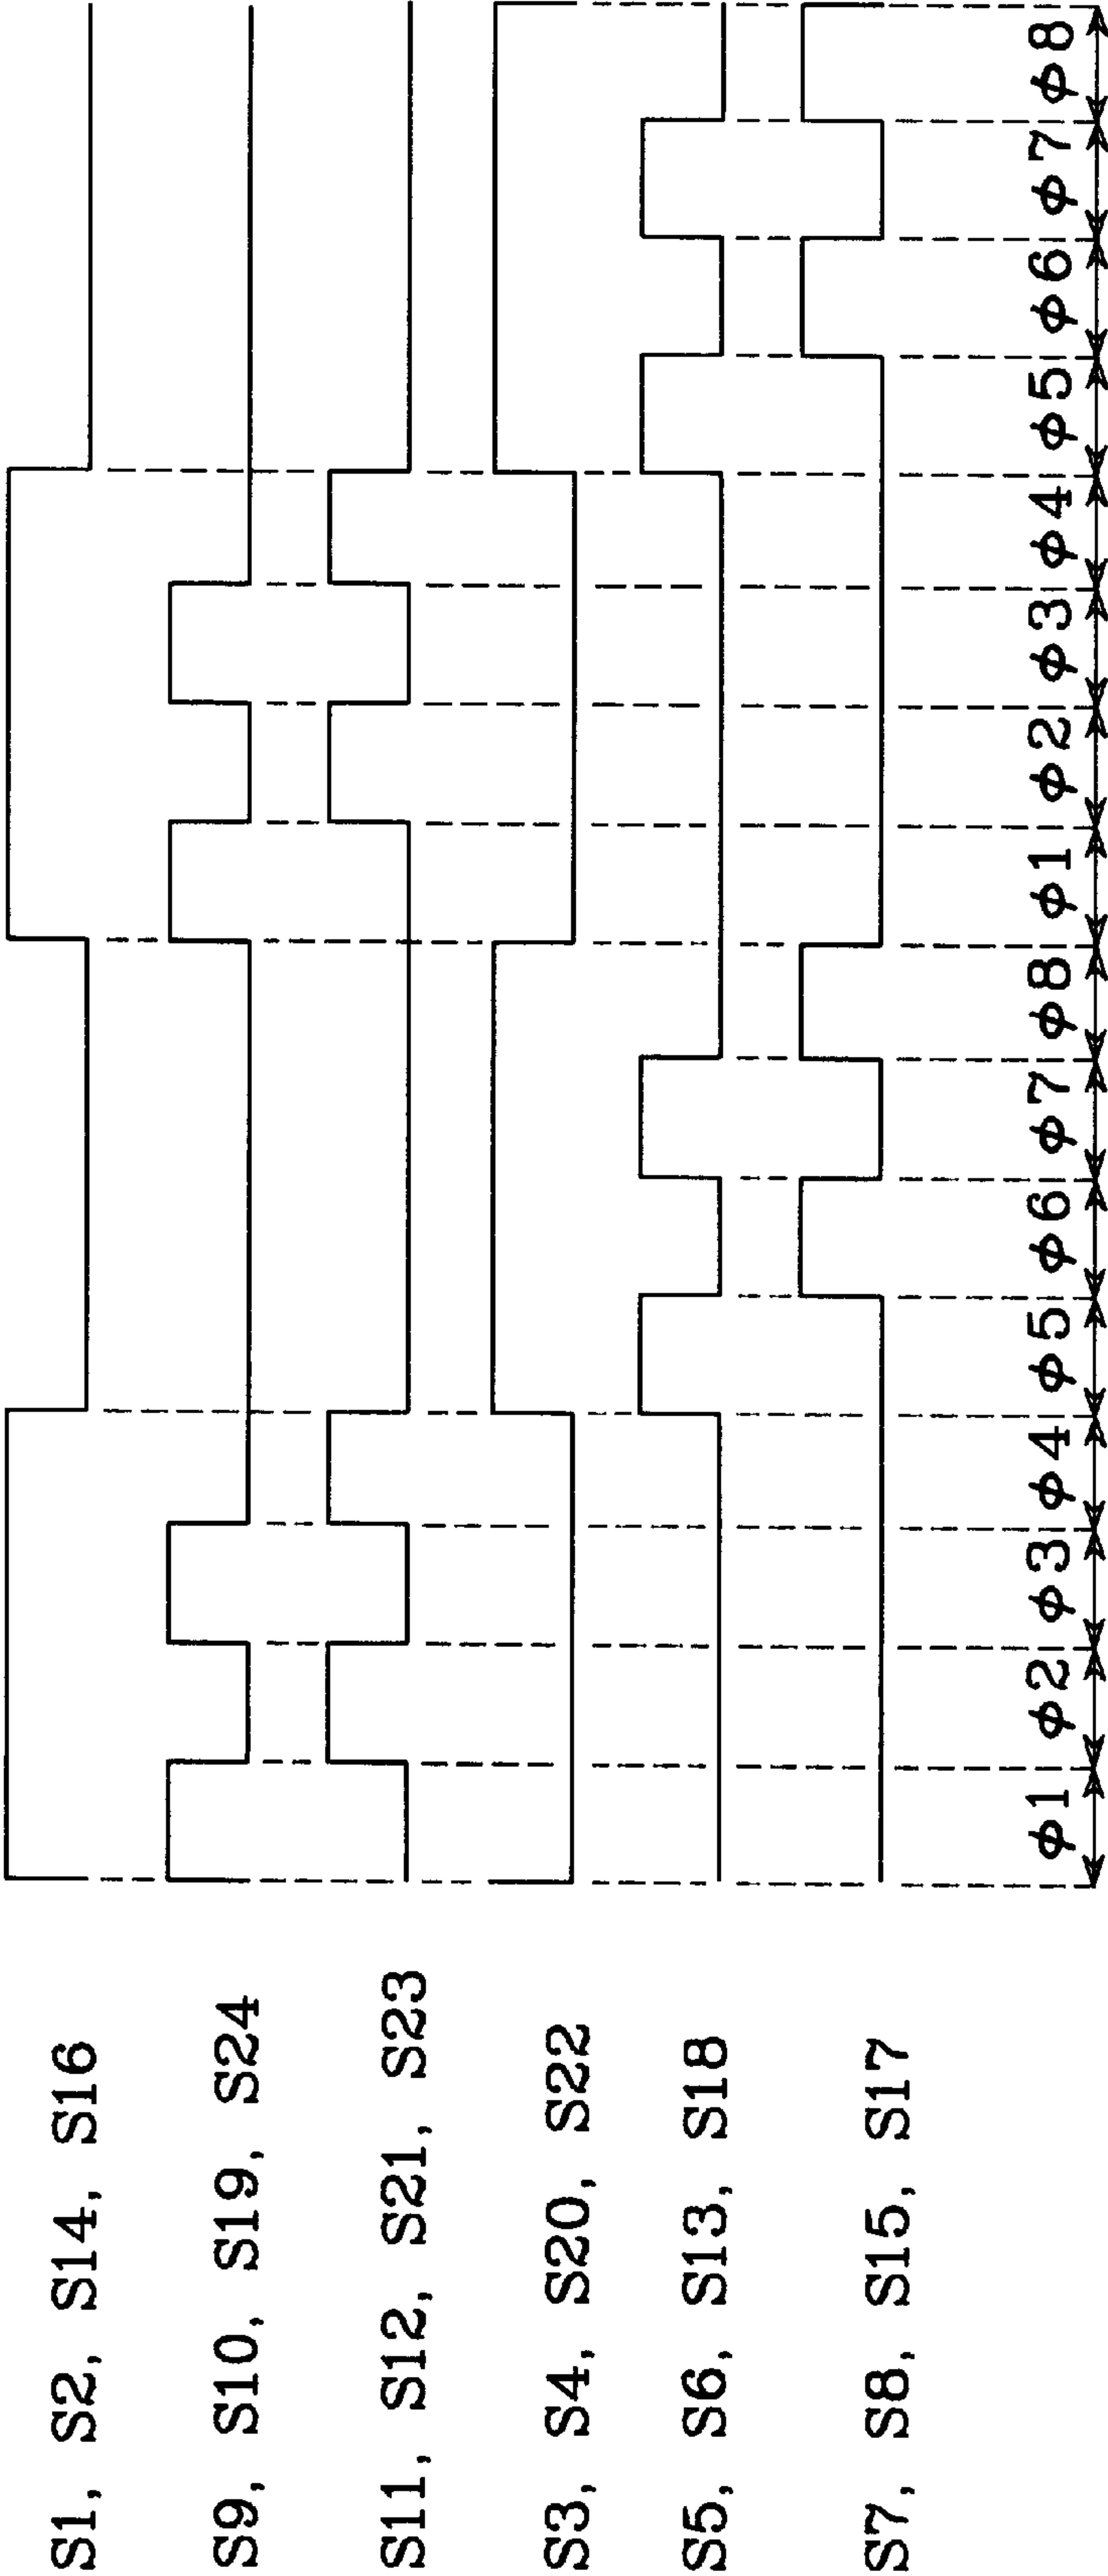 S1, S2, S14, S16
S9, S10, S19, S24
S11, S12, S21, S23
S3, S4, S20, S22
S5, S6, S13, S18
S7, S8, S15, S17
ϕ1 ϕ2 ϕ3 ϕ4 ϕ5 ϕ6 ϕ7 ϕ8 ϕ1 ϕ2 ϕ3 ϕ4 ϕ5 ϕ6 ϕ7 ϕ8